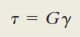 τ = Gγ